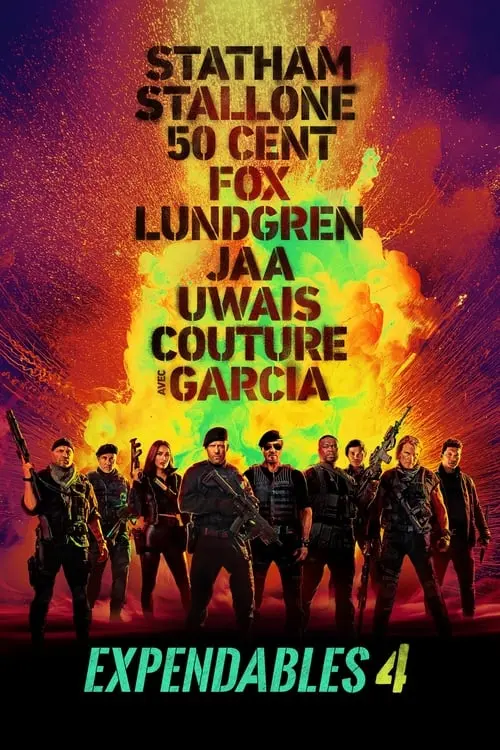 STATHAM
STALLONE
50 CENT
FOX
LUNDGREN
JAA
UWAIS
COUTURE
AVEC GARCIA
EXPENDABLES 4